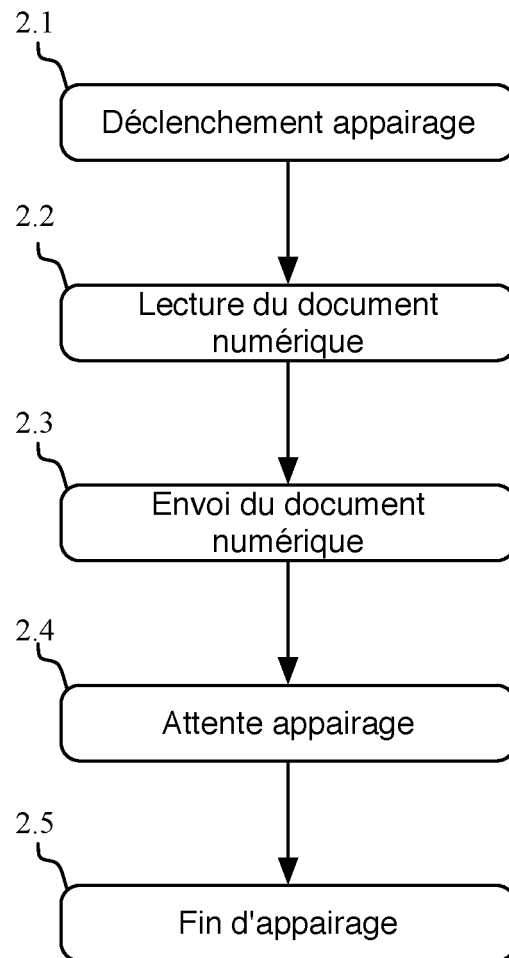 2.1
Déclenchement appairage
2.2
Lecture du document
numérique
2.3
Envoi du document
numérique
2.4
Attente appairage
2.5
Fin d'appairage